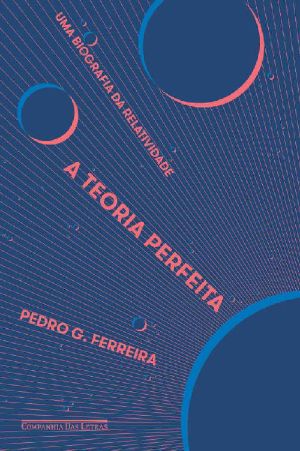 UMA BIOGRAFIA DA RELATIVIDADE
A TEORIA PERFEITA
PEDRO G. FERREIRA
COMPANHIA DAS LETRAS